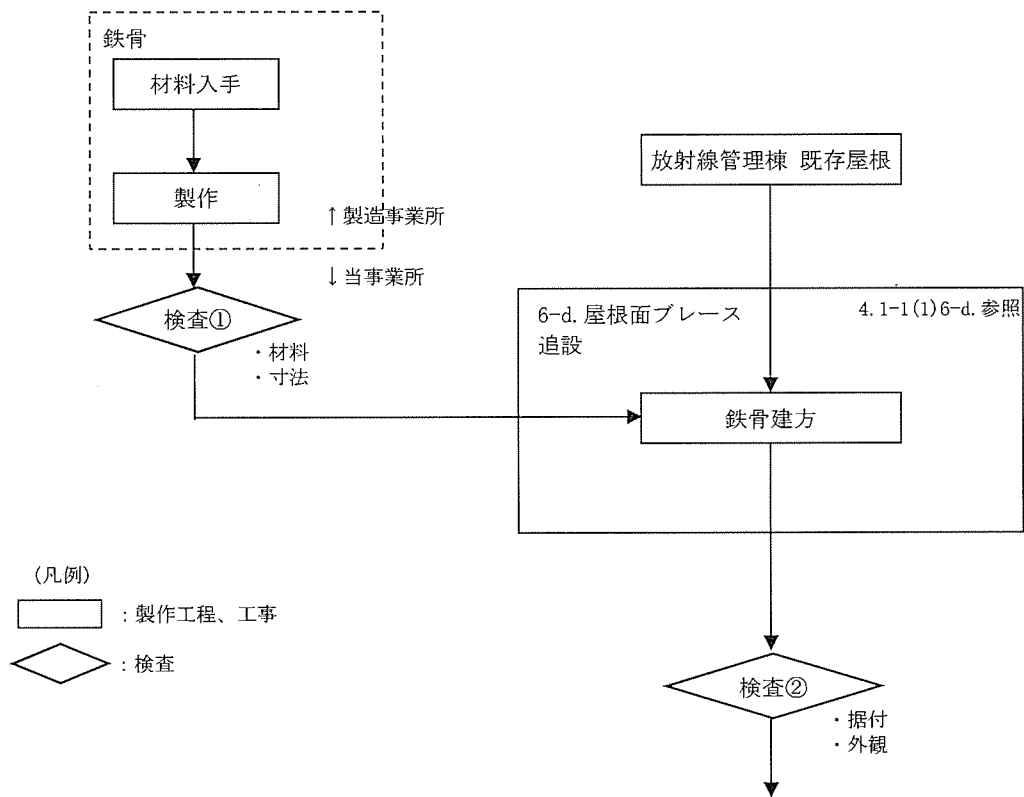 鉄骨
材料入手
製作
↑製造事業所
↓当事業所
検査①
・材料
・寸法
放射線管理棟 既存屋根
6-d. 屋根面ブレース
追設
4.1-1(1)6-d. 参照
鉄骨建方
検査②
・据付
・外観
(凡例)
:製作工程、工事
:検査